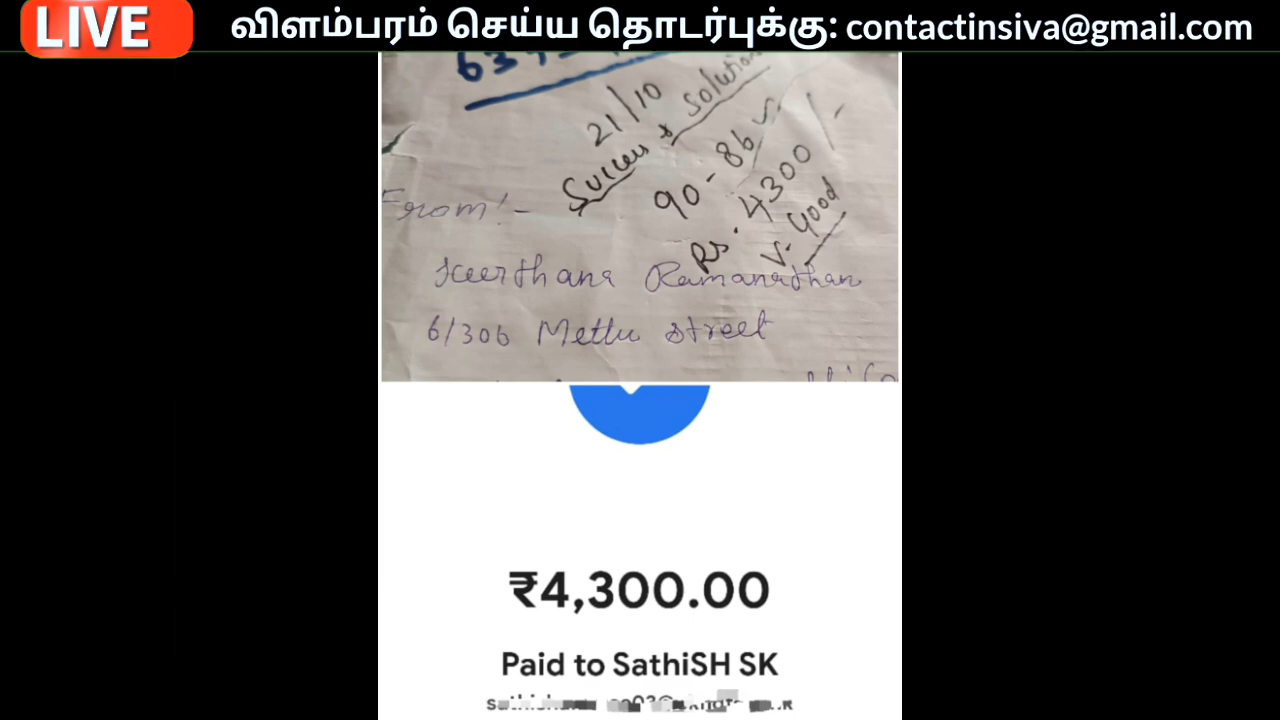 LIVE
விளம்பரம் செய்ய தொடர்புக்கு: contactinsiva@gmail.com
21/10
Success & Solution
90 - 86
Rs. 4300/-
V. Good
From:-
Keerthana Ramanathan
6/306 Mettu street
₹4,300.00
Paid to SathiSH SK